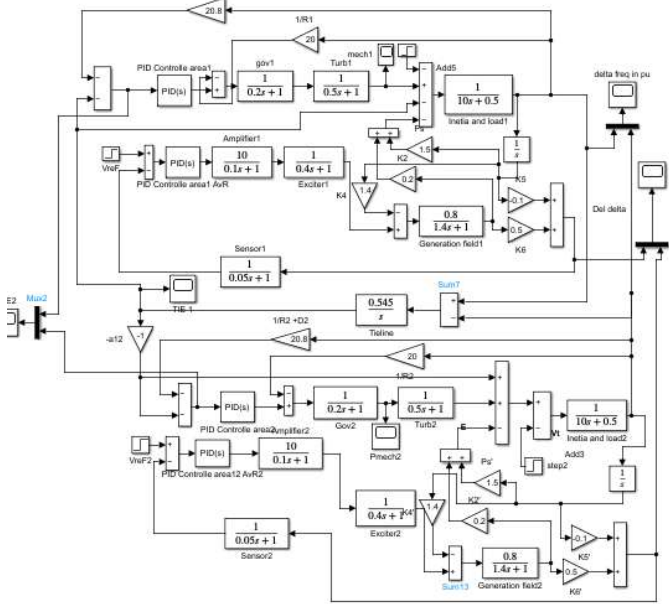 20.8
1/R1
20
PID Controlle area1
gov1
Turb1
mech1
Add5
PID(s)
1
0.2s + 1
1
0.5s + 1
1
10s + 0.5
Inetia and load1
delta freq in pu
Ps
K2
1.5
1
s
Amplifier1
VreF
PID(s)
10
0.1s + 1
1
0.4s + 1
PID Controlle area1 AvR
Exciter1
0.2
K5
K4
1.4
-0.1
Del delta
0.8
1.4s + 1
0.5
Generation field1
K6
Sensor1
1
0.05s + 1
E2
Mux2
TIE 1
0.545
s
Tieline
Sum7
-a12
-1
1/R2 +D2
20.8
20
1/R2
PID(s)
PID Controlle area2
1
0.2s + 1
Gov2
1
0.5s + 1
Turb2
1
10s + 0.5
Inetia and load2
E
Vt
Add3
Amplifier2
Pmech2
step2
VreF2
PID(s)
10
0.1s + 1
PID Controlle area12 AvR2
Ps'
1.5
1
s
K2'
1
0.4s + 1
Exciter2
K4'
1.4
0.2
-0.1
K5'
1
0.05s + 1
Sensor2
0.8
1.4s + 1
0.5
Sum13
Generation field2
K6'